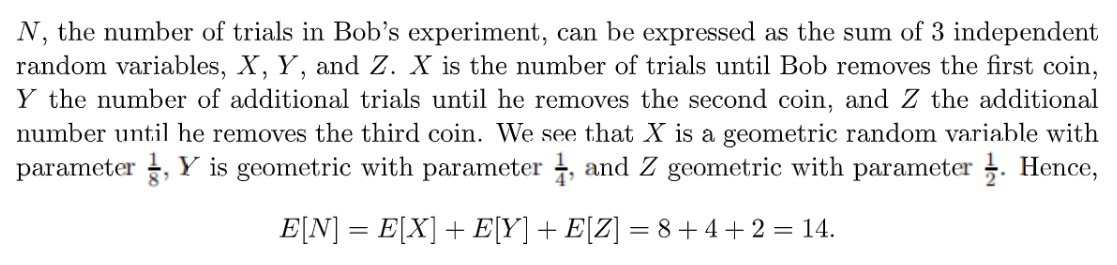 N, the number of trials in Bob's experiment, can be expressed as the sum of 3 independent
random variables, X, Y, and Z. X is the number of trials until Bob removes the first coin,
Y the number of additional trials until he removes the second coin, and Z the additional
number until he removes the third coin. We see that X is a geometric random variable with
parameter 1/8, Y is geometric with parameter 1/4, and Z geometric with parameter 1/2. Hence,
E[N] = E[X] + E[Y] + E[Z] = 8 + 4 + 2 = 14.